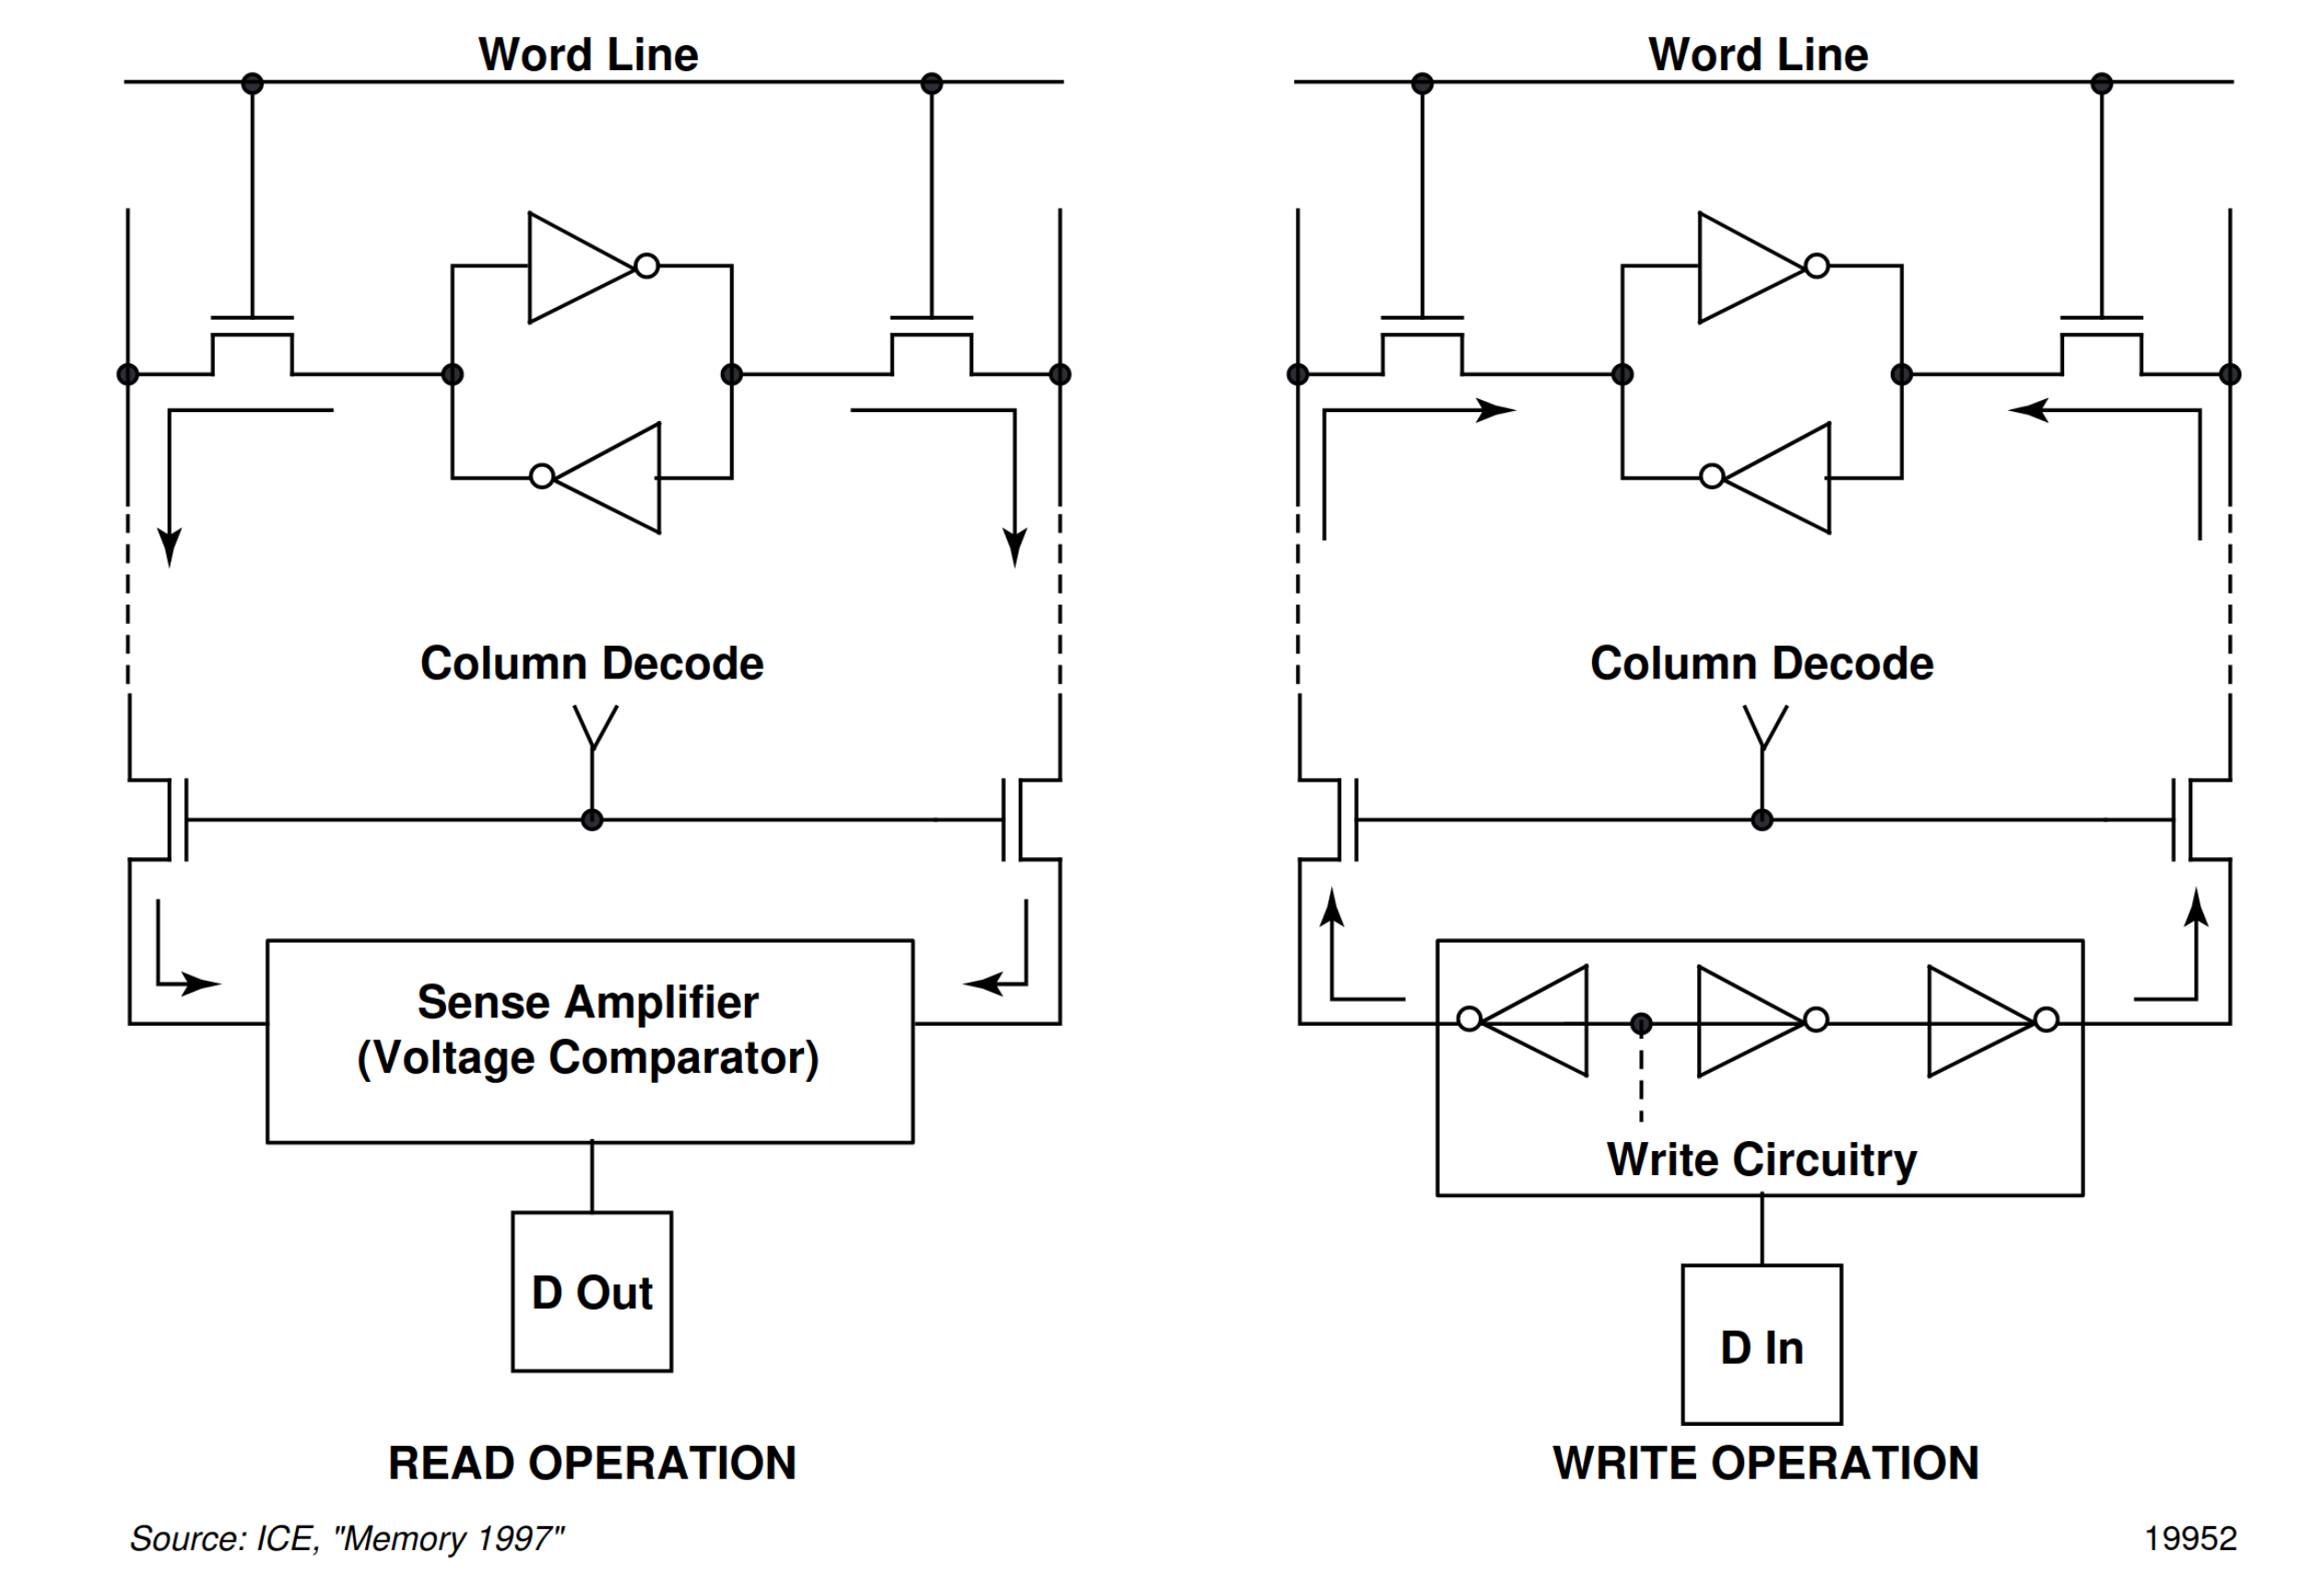 Word Line
Column Decode
Sense Amplifier
(Voltage Comparator)
D Out
READ OPERATION
Word Line
Column Decode
Write Circuitry
D In
WRITE OPERATION
Source: ICE, "Memory 1997"
19952